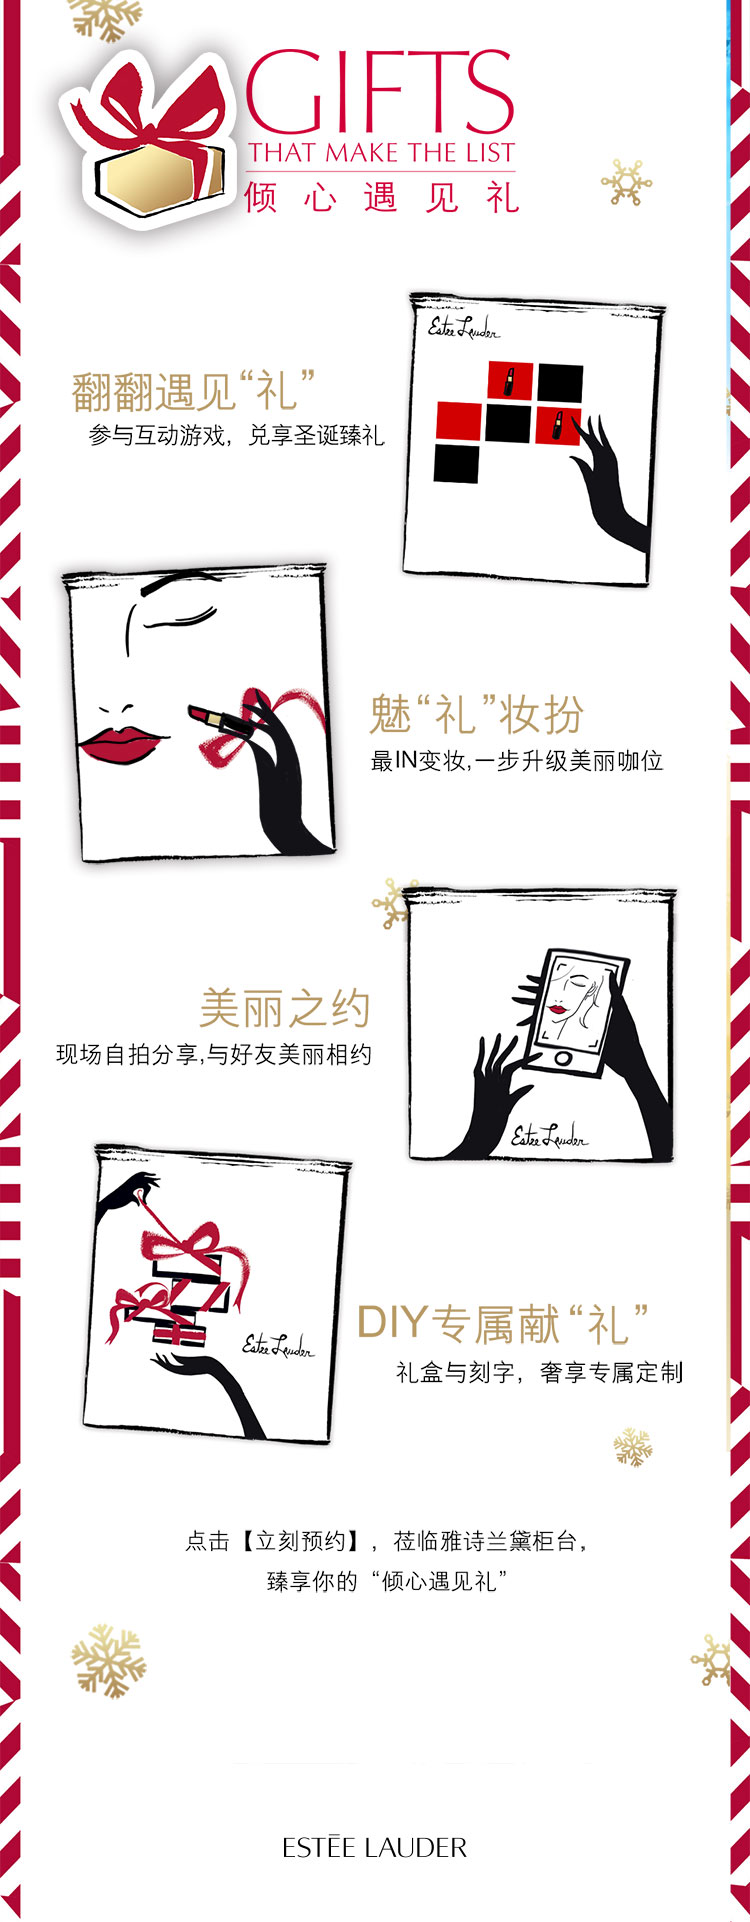 GIFTS
THAT MAKE THE LIST
倾心遇见礼
Estee Lauder
翻翻遇见“礼”
参与互动游戏，兑享圣诞臻礼
魅“礼”妆扮
最IN变妆,一步升级美丽咖位
美丽之约
现场自拍分享,与好友美丽相约
Estee Lauder
Estee Lauder
DIY专属献“礼”
礼盒与刻字，奢享专属定制
点击【立刻预约】，莅临雅诗兰黛柜台，
臻享你的“倾心遇见礼”
ESTĒE LAUDER